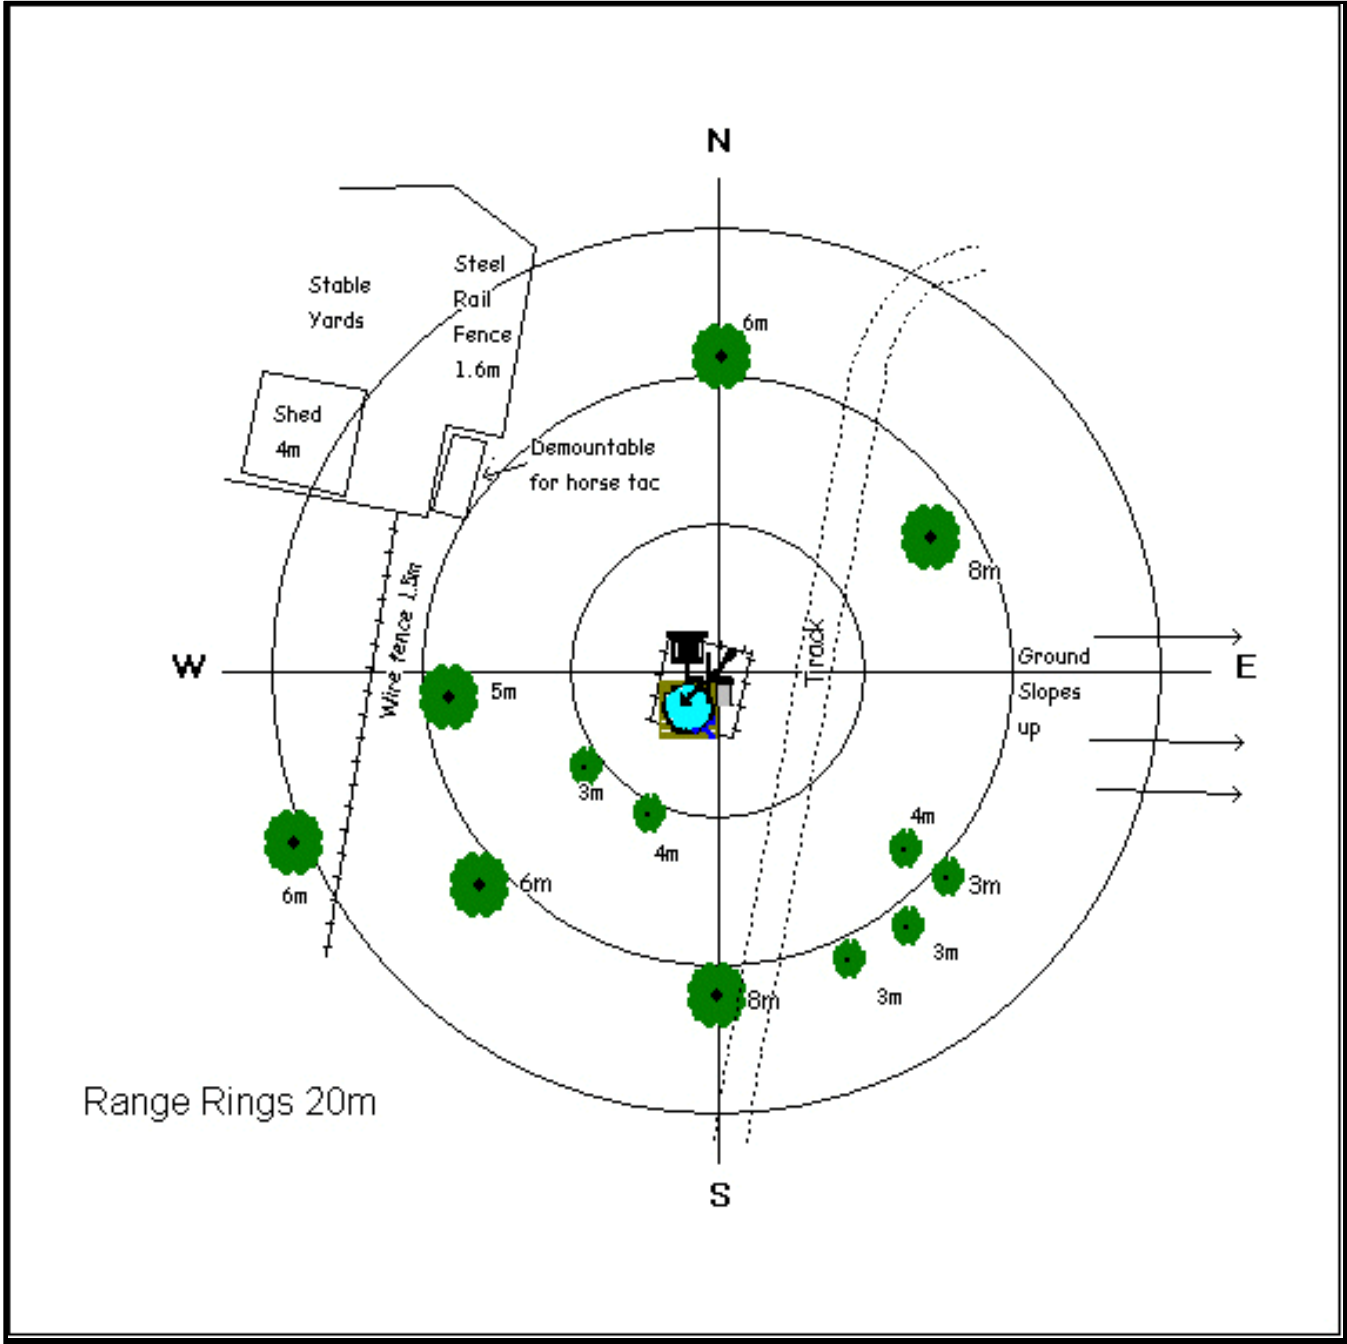 N
Steel
Rail
Fence
1.6m
Stable
Yards
6m
Shed
4m
Demountable
for horse tac
8m
Wire fence 1.5m
Track
W
E
Ground
Slopes
up
5m
3m
4m
4m
6m
6m
3m
3m
3m
8m
Range Rings 20m
S